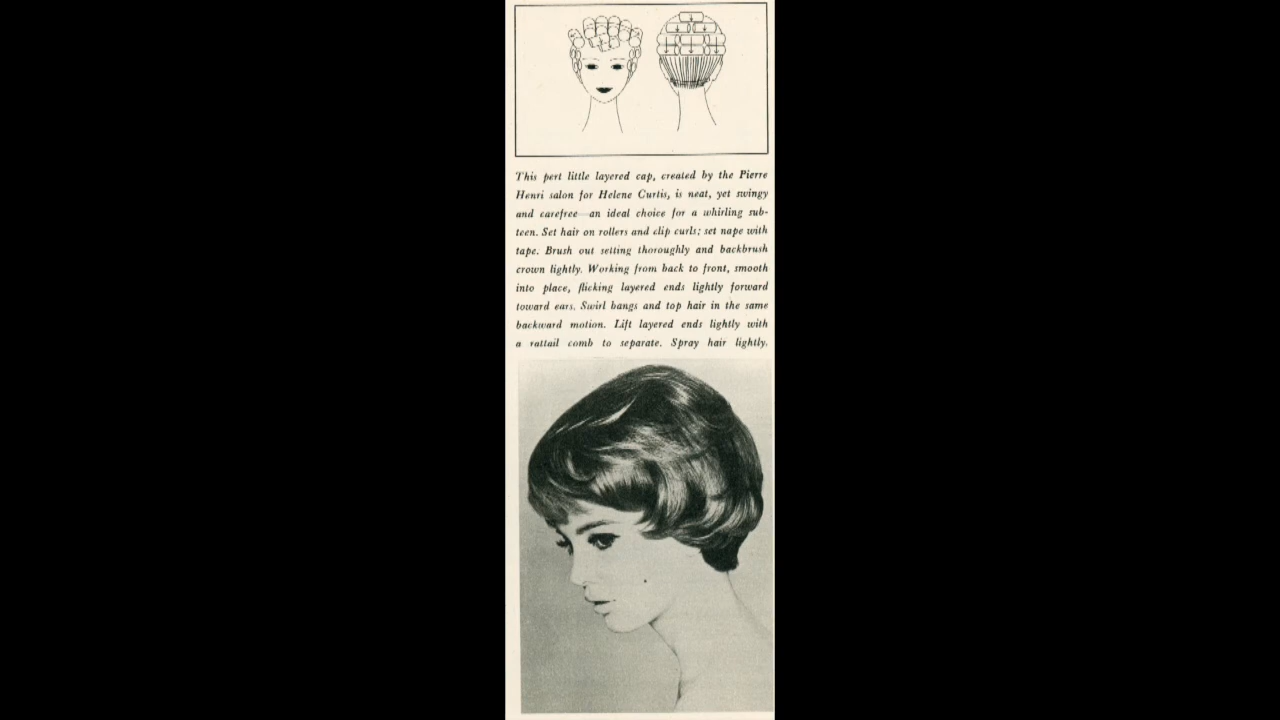 This pert little layered cap, created by the Pierre
Henri salon for Helene Curtis, is neat, yet swingy
and carefree—an ideal choice for a whirling sub-
teen. Set hair on rollers and clip curls; set nape with
tape. Brush out setting thoroughly and backbrush
crown lightly. Working from back to front, smooth
into place, flicking layered ends lightly forward
toward ears. Swirl bangs and top hair in the same
backward motion. Lift layered ends lightly with
a rattail comb to separate. Spray hair lightly.